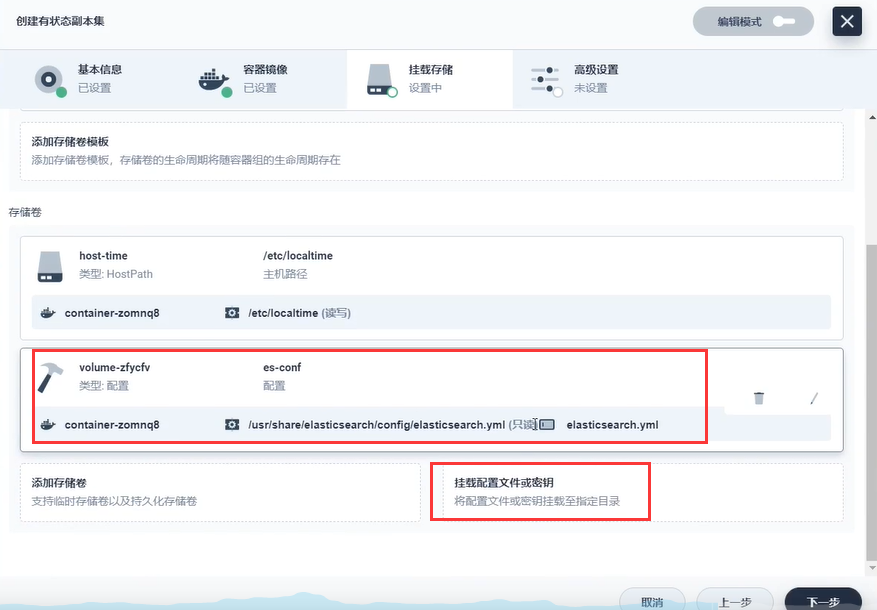 创建有状态副本集
编辑模式
基本信息
已设置
容器镜像
已设置
挂载存储
设置中
高级设置
未设置
添加存储卷模板
添加存储卷模板，存储卷的生命周期将随容器组的生命周期存在
存储卷
host-time
/etc/localtime
类型: HostPath
主机路径
container-zomnq8
/etc/localtime (读写)
volume-zfycfv
es-conf
类型: 配置
配置
container-zomnq8
/usr/share/elasticsearch/config/elasticsearch.yml (只读
elasticsearch.yml
添加存储卷
支持临时存储卷以及持久化存储卷
挂载配置文件或密钥
将配置文件或密钥挂载至指定目录
取消
上一步
下一步